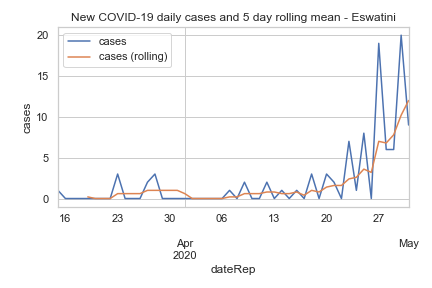 New COVID-19 daily cases and 5 day rolling mean - Eswatini
cases
cases (rolling)
20
15
10
5
0
cases
16 23 30 06 13 20 27
Apr May
2020
dateRep